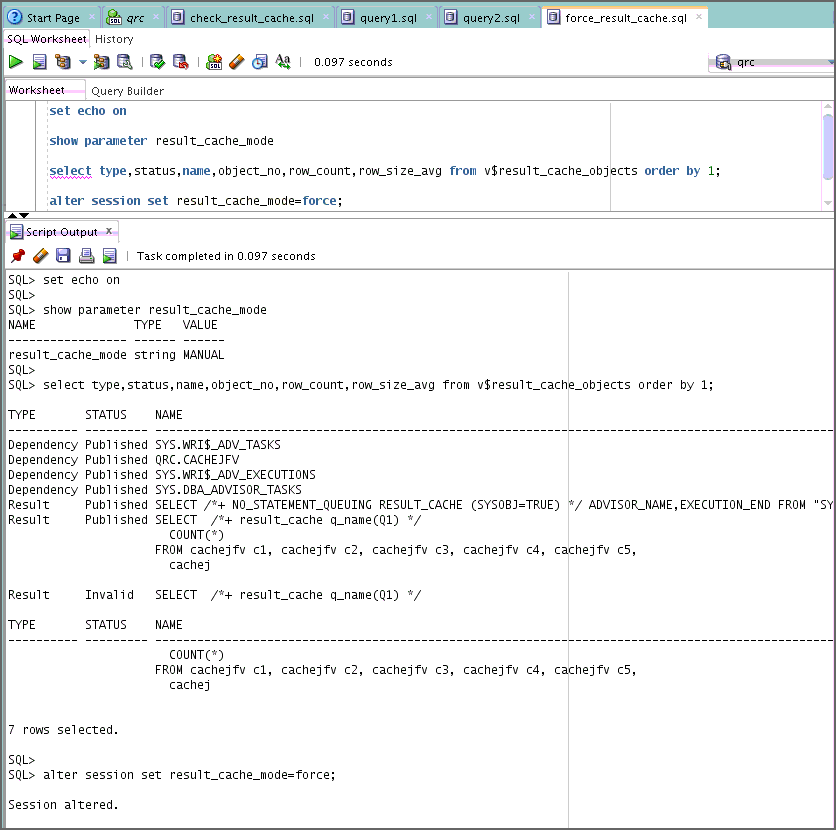 Start Page
qrc
check_result_cache.sql
query1.sql
query2.sql
force_result_cache.sql
SQL Worksheet History
0.097 seconds
qrc
Worksheet Query Builder
set echo on
show parameter result_cache_mode
select type,status,name,object_no,row_count,row_size_avg from v$result_cache_objects order by 1;
alter session set result_cache_mode=force;
Script Output x
Task completed in 0.097 seconds
SQL> set echo on
SQL>
SQL> show parameter result_cache_mode
NAME              TYPE   VALUE
----------------- ------ ------
result_cache_mode string MANUAL
SQL>
SQL> select type,status,name,object_no,row_count,row_size_avg from v$result_cache_objects order by 1;
TYPE       STATUS    NAME
---------- --------- --------------------------------------------------------------------------------
Dependency Published SYS.WRI$_ADV_TASKS
Dependency Published QRC.CACHEJFV
Dependency Published SYS.WRI$_ADV_EXECUTIONS
Dependency Published SYS.DBA_ADVISOR_TASKS
Result     Published SELECT /*+ NO_STATEMENT_QUEUING RESULT_CACHE (SYSOBJ=TRUE) */ ADVISOR_NAME,EXECUTION_END FROM "SY
Result     Published SELECT  /*+ result_cache q_name(Q1) */
COUNT(*)
FROM cachejfv c1, cachejfv c2, cachejfv c3, cachejfv c4, cachejfv c5,
cachej
Result     Invalid   SELECT  /*+ result_cache q_name(Q1) */
TYPE       STATUS    NAME
---------- --------- --------------------------------------------------------------------------------
COUNT(*)
FROM cachejfv c1, cachejfv c2, cachejfv c3, cachejfv c4, cachejfv c5,
cachej
7 rows selected.
SQL>
SQL> alter session set result_cache_mode=force;
Session altered.